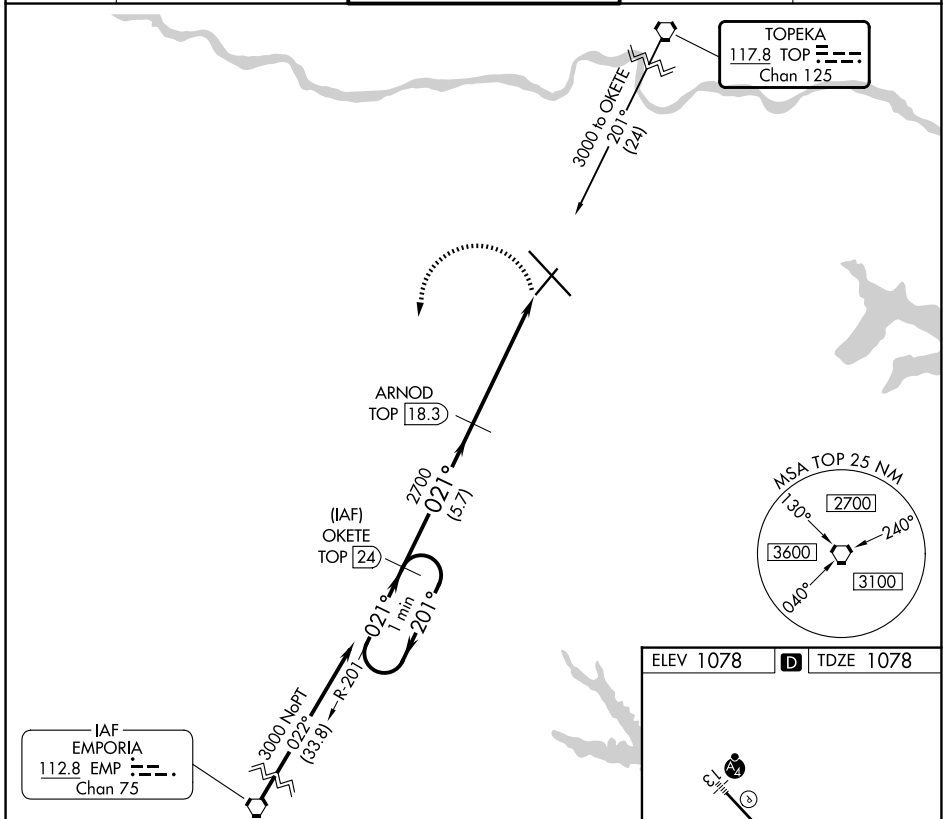 TOPEKA
117.8 TOP
Chan 125
3000 to OKETE
201°
(24)
ARNOD
TOP 18.3
2700
021°
(5.7)
(IAF)
OKETE
TOP 24
021°
1 min
201°
R-201
3000 NoPT
022°
(33.8)
IAF
EMPORIA
112.8 EMP
Chan 75
MSA TOP 25 NM
130°
2700
240°
3600
040°
3100
ELEV 1078
D
TDZE 1078
A4
13
P